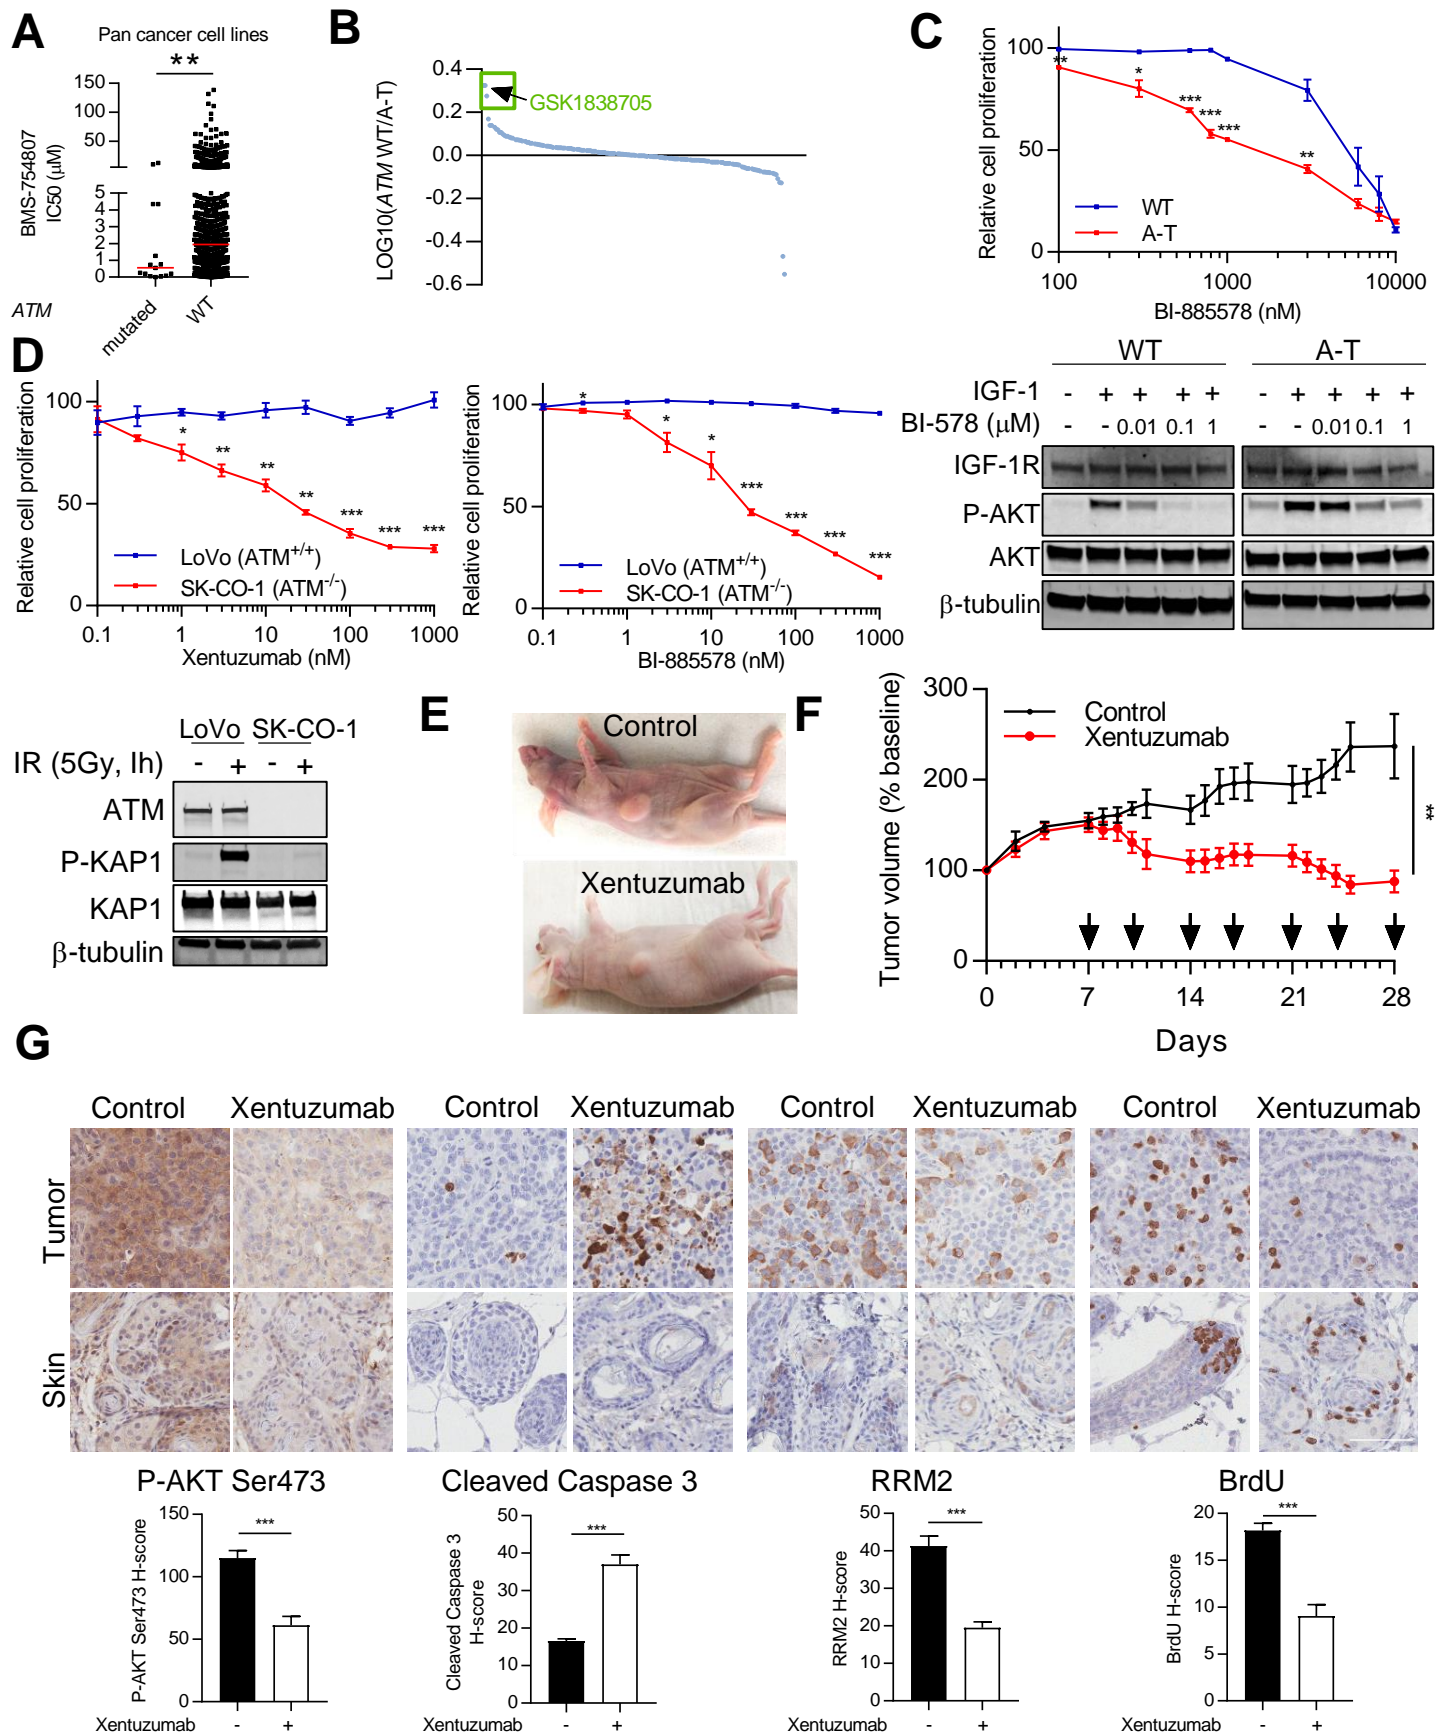 A
Pan cancer cell lines
**
BMS-754807
IC50 (μM)
150
100
50
5
4
3
2
1
0
ATM
mutated
WT
B
LOG10(ATM WT/A-T)
0.4
0.2
0.0
-0.2
-0.4
-0.6
GSK1838705
C
Relative cell proliferation
100
50
0
** * *** *** *** **
WT
A-T
100 1000 10000
BI-885578 (nM)
WT A-T
IGF-1 - + + + + - + + + +
BI-578 (μM) - - 0.01 0.1 1 - - 0.01 0.1 1
IGF-1R
P-AKT
AKT
β-tubulin
D
Relative cell proliferation
100
50
0
* ** ** ** *** *** ***
LoVo (ATM+/+)
SK-CO-1 (ATM-/-)
0.1 1 10 100 1000
Xentuzumab (nM)
Relative cell proliferation
100
50
0
* * * *** *** *** ***
LoVo (ATM+/+)
SK-CO-1 (ATM-/-)
0.1 1 10 100 1000
BI-885578 (nM)
LoVo SK-CO-1
IR (5Gy, Ih) - + - +
ATM
P-KAP1
KAP1
β-tubulin
E
Control
Xentuzumab
F
Tumor volume (% baseline)
300
200
100
0
Control
Xentuzumab
**
0 7 14 21 28
Days
G
Control Xentuzumab Control Xentuzumab Control Xentuzumab Control Xentuzumab
Tumor
Skin
P-AKT Ser473
P-AKT Ser473 H-score
150
100
50
0
***
Xentuzumab - +
Cleaved Caspase 3
Cleaved Caspase 3
H-score
50
40
30
20
10
0
***
Xentuzumab - +
RRM2
RRM2 H-score
50
40
30
20
10
0
***
Xentuzumab - +
BrdU
BrdU H-score
20
15
10
5
0
***
Xentuzumab - +